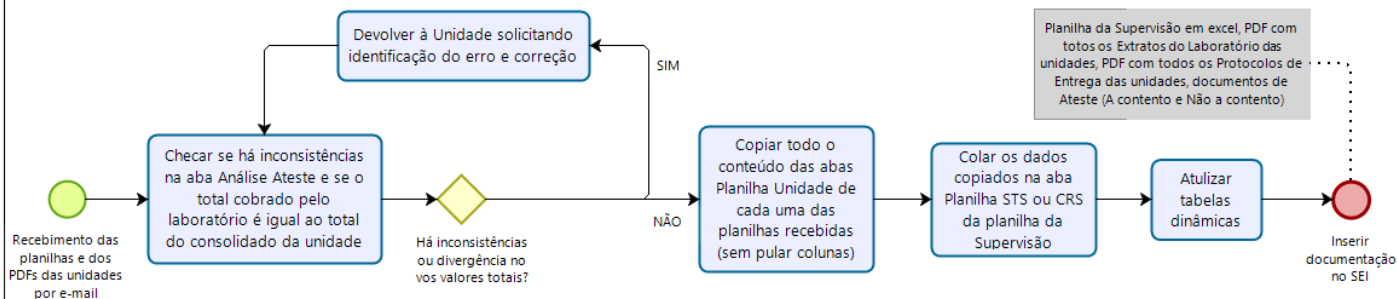 Devolver à Unidade solicitando
identificação do erro e correção
SIM
Planilha da Supervisão em excel, PDF com
totos os Extratos do Laboratório das
unidades, PDF com todos os Protocolos de
Entrega das unidades, documentos de
Ateste (A contento e Não a contento)
Recebimento das
planilhas e dos
PDFs das unidades
por e-mail
Checar se há inconsistências
na aba Análise Ateste e se o
total cobrado pelo
laboratório é igual ao total
do consolidado da unidade
Há inconsistências
ou divergência no
vos valores totais?
NÃO
Copiar todo o
conteúdo das abas
Planilha Unidade de
cada uma das
planilhas recebidas
(sem pular colunas)
Colar os dados
copiados na aba
Planilha STS ou CRS
da planilha da
Supervisão
Atulizar
tabelas
dinâmicas
Inserir
documentação
no SEI